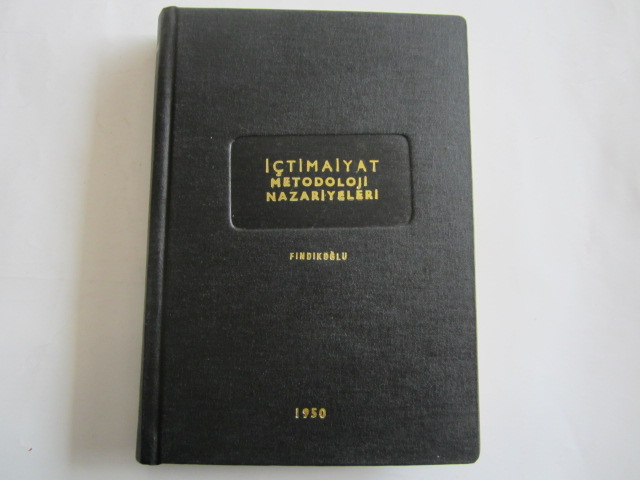 İÇTİMAİYAT
METODOLOJİ
NAZARİYELERİ
FINDIKOĞLU
1950